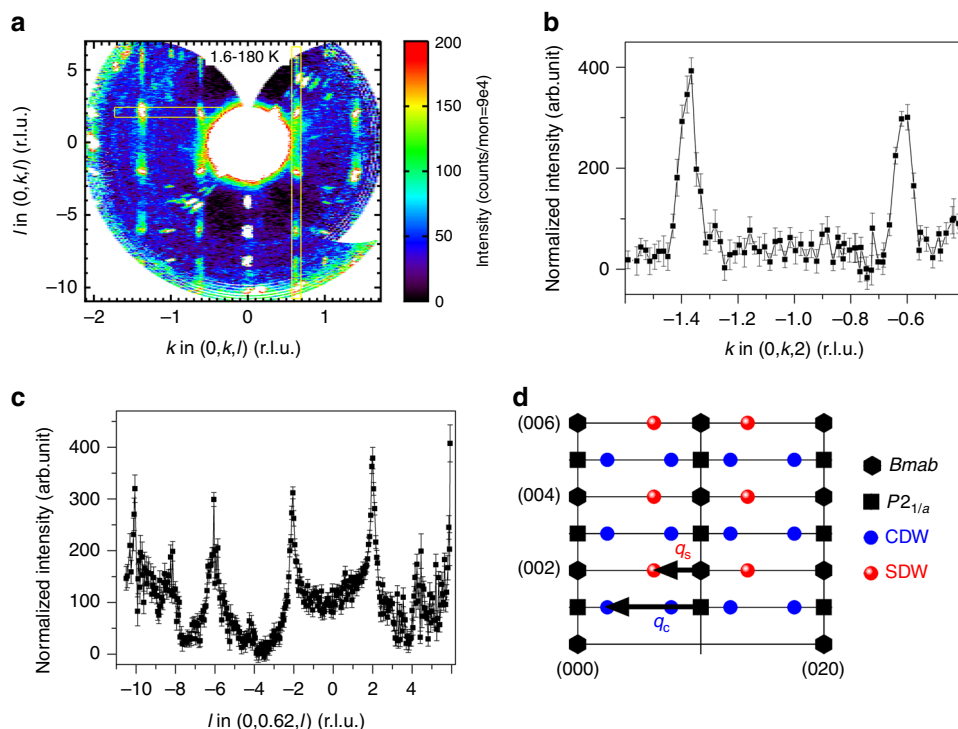 a
1.6-180 K
5
0
−5
−10
l in (0,k,l) (r.l.u.)
−2
−1
0
1
k in (0,k,l) (r.l.u.)
200
150
100
50
0
Intensity (counts/mon=9e4)
b
400
200
0
Normalized intensity (arb.unit)
−1.4
−1.2
−1.0
−0.8
−0.6
k in (0,k,2) (r.l.u.)
c
400
300
200
100
0
Normalized intensity (arb.unit)
−10
−8
−6
−4
−2
0
2
4
l in (0,0.62,l) (r.l.u.)
d
(006)
(004)
(002)
(000)
(020)
qs
qc
Bmab
P21/a
CDW
SDW